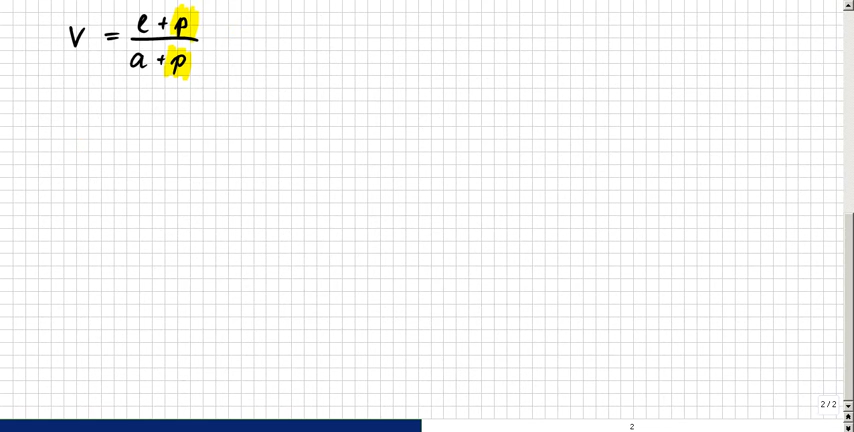 V = (e + p) / (a + p)
2/2
2